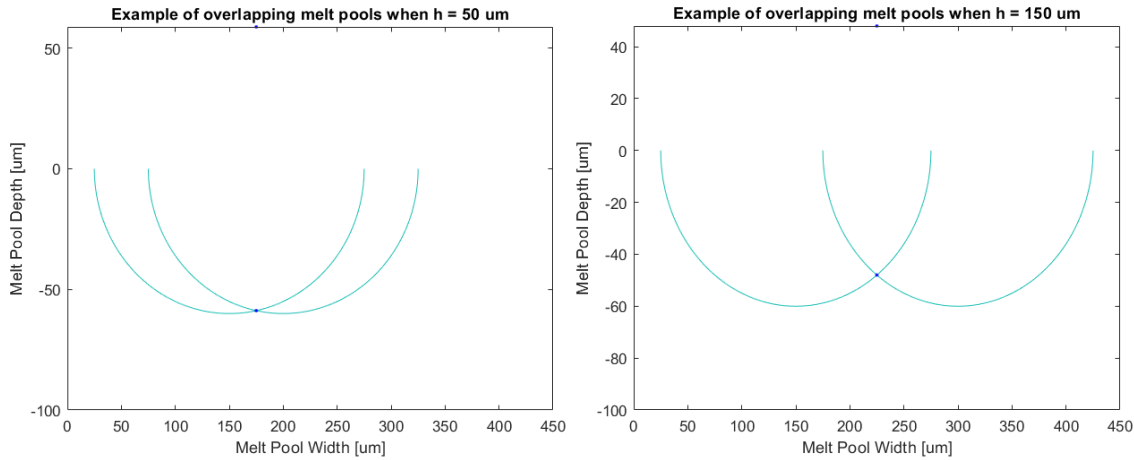 Example of overlapping melt pools when h = 50 um
50
0
-50
-100
Melt Pool Depth [um]
0 50 100 150 200 250 300 350 400 450
Melt Pool Width [um]
Example of overlapping melt pools when h = 150 um
40
20
0
-20
-40
-60
-80
-100
Melt Pool Depth [um]
0 50 100 150 200 250 300 350 400 450
Melt Pool Width [um]